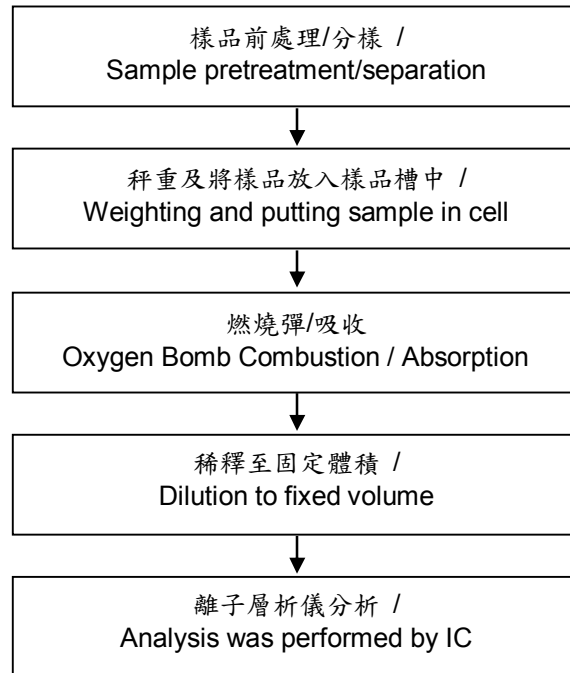 樣品前處理/分樣 /
Sample pretreatment/separation
秤重及將樣品放入樣品槽中 /
Weighting and putting sample in cell
燃燒彈/吸收
Oxygen Bomb Combustion / Absorption
稀釋至固定體積 /
Dilution to fixed volume
離子層析儀分析 /
Analysis was performed by IC